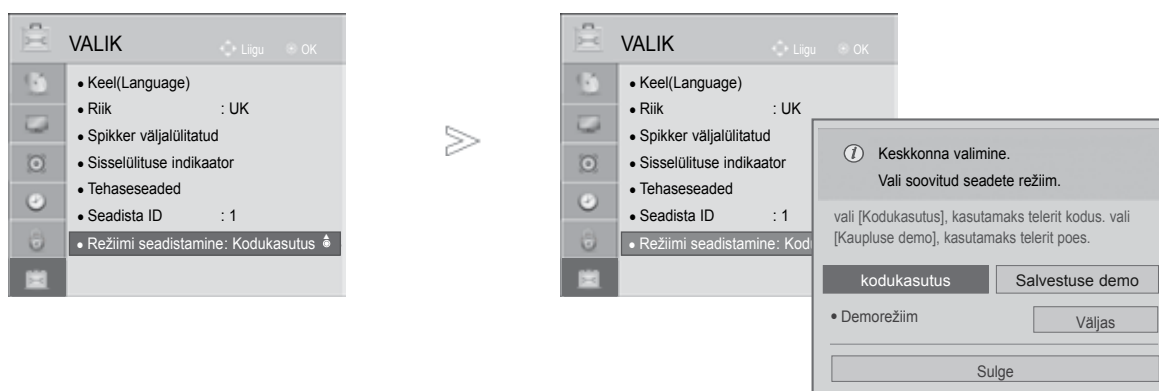 VALIK Liigu OK
• Keel(Language)
• Riik : UK
• Spikker väljalülitatud
• Sisselülituse indikaator
• Tehaseseaded
• Seadista ID : 1
• Režiimi seadistamine: Kodukasutus
VALIK Liigu OK
• Keel(Language)
• Riik : UK
• Spikker väljalülitatud
• Sisselülituse indikaator
• Tehaseseaded
• Seadista ID : 1
• Režiimi seadistamine: Kod
i Keskkonna valimine.
Vali soovitud seadete režiim.
vali [Kodukasutus], kasutamaks telerit kodus. vali
[Kaupluse demo], kasutamaks telerit poes.
kodukasutus Salvestuse demo
• Demorežiim Väljas
Sulge